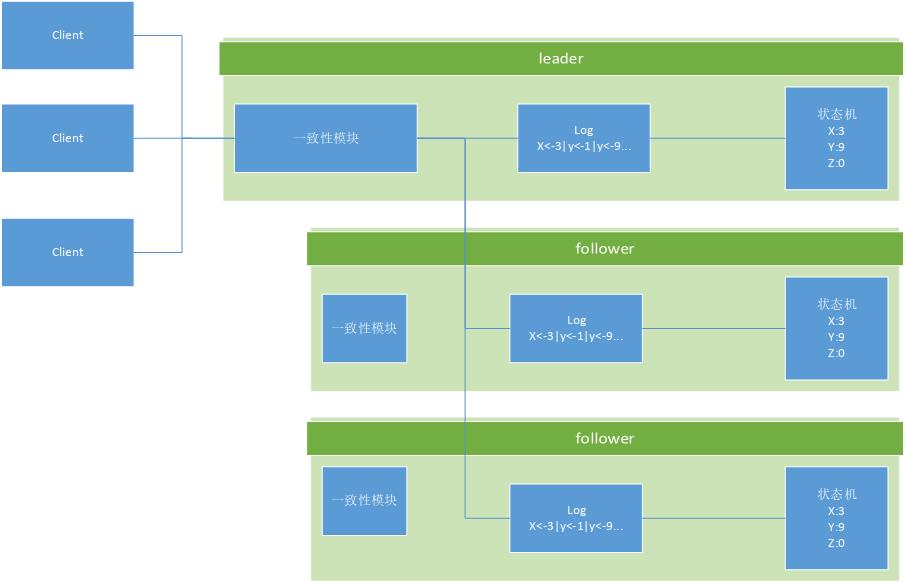 Client
Client
Client
leader
一致性模块
Log
X<-3|y<-1|y<-9...
状态机
X:3
Y:9
Z:0
follower
一致性模块
Log
X<-3|y<-1|y<-9...
状态机
X:3
Y:9
Z:0
follower
一致性模块
Log
X<-3|y<-1|y<-9...
状态机
X:3
Y:9
Z:0